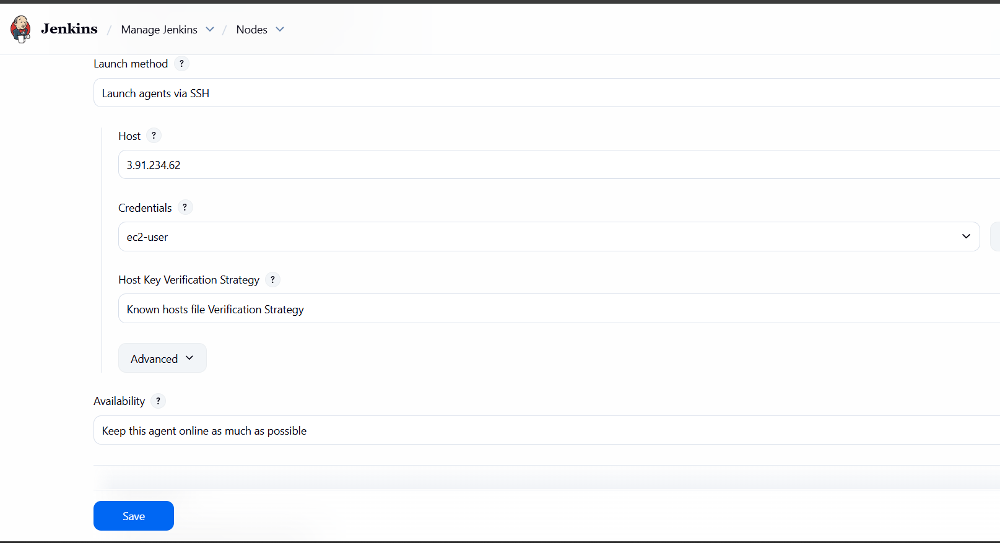 Jenkins / Manage Jenkins / Nodes
Launch method ?
Launch agents via SSH
Host ?
3.91.234.62
Credentials ?
ec2-user
Host Key Verification Strategy ?
Known hosts file Verification Strategy
Advanced
Availability ?
Keep this agent online as much as possible
Save